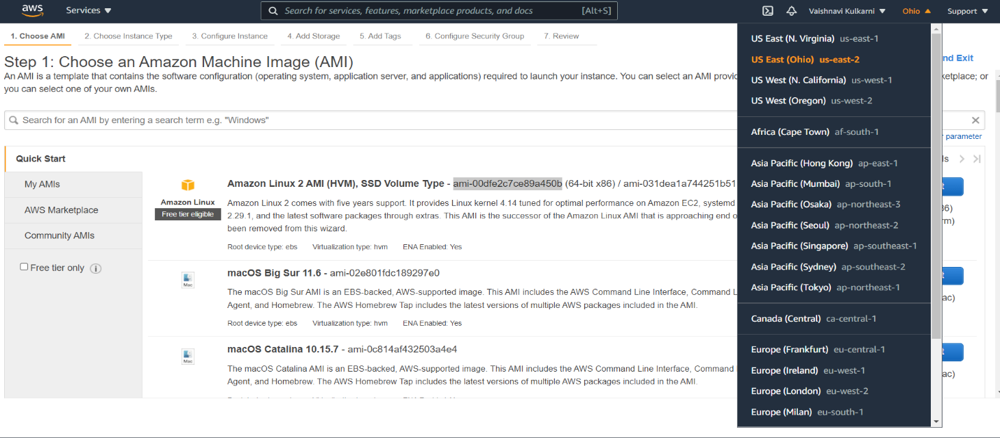 aws
Services
Search for services, features, marketplace products, and docs [Alt+S]
Vaishnavi Kulkarni
Ohio
Support
1. Choose AMI 2. Choose Instance Type 3. Configure Instance 4. Add Storage 5. Add Tags 6. Configure Security Group 7. Review
Step 1: Choose an Amazon Machine Image (AMI)
nd Exit
An AMI is a template that contains the software configuration (operating system, application server, and applications) required to launch your instance. You can select an AMI provid
ketplace; or
you can select one of your own AMIs.
Search for an AMI by entering a search term e.g. "Windows"
parameter
Quick Start
My AMIs
AWS Marketplace
Community AMIs
Free tier only
Amazon Linux
Free tier eligible
Amazon Linux 2 AMI (HVM), SSD Volume Type - ami-00dfe2c7ce89a450b (64-bit x86) / ami-031dea1a744251b51
Amazon Linux 2 comes with five years support. It provides Linux kernel 4.14 tuned for optimal performance on Amazon EC2, systemd
2.29.1, and the latest software packages through extras. This AMI is the successor of the Amazon Linux AMI that is approaching end o
been removed from this wizard.
Root device type: ebs Virtualization type: hvm ENA Enabled: Yes
Mac
macOS Big Sur 11.6 - ami-02e801fdc189297e0
The macOS Big Sur AMI is an EBS-backed, AWS-supported image. This AMI includes the AWS Command Line Interface, Command L
Agent, and Homebrew. The AWS Homebrew Tap includes the latest versions of multiple AWS packages included in the AMI.
Root device type: ebs Virtualization type: hvm ENA Enabled: Yes
Mac
macOS Catalina 10.15.7 - ami-0c814af432503a4e4
The macOS Catalina AMI is an EBS-backed, AWS-supported image. This AMI includes the AWS Command Line Interface, Command
Agent, and Homebrew. The AWS Homebrew Tap includes the latest versions of multiple AWS packages included in the AMI.
US East (N. Virginia) us-east-1
US East (Ohio) us-east-2
US West (N. California) us-west-1
US West (Oregon) us-west-2
Africa (Cape Town) af-south-1
Asia Pacific (Hong Kong) ap-east-1
Asia Pacific (Mumbai) ap-south-1
Asia Pacific (Osaka) ap-northeast-3
Asia Pacific (Seoul) ap-northeast-2
Asia Pacific (Singapore) ap-southeast-1
Asia Pacific (Sydney) ap-southeast-2
Asia Pacific (Tokyo) ap-northeast-1
Canada (Central) ca-central-1
Europe (Frankfurt) eu-central-1
Europe (Ireland) eu-west-1
Europe (London) eu-west-2
Europe (Milan) eu-south-1